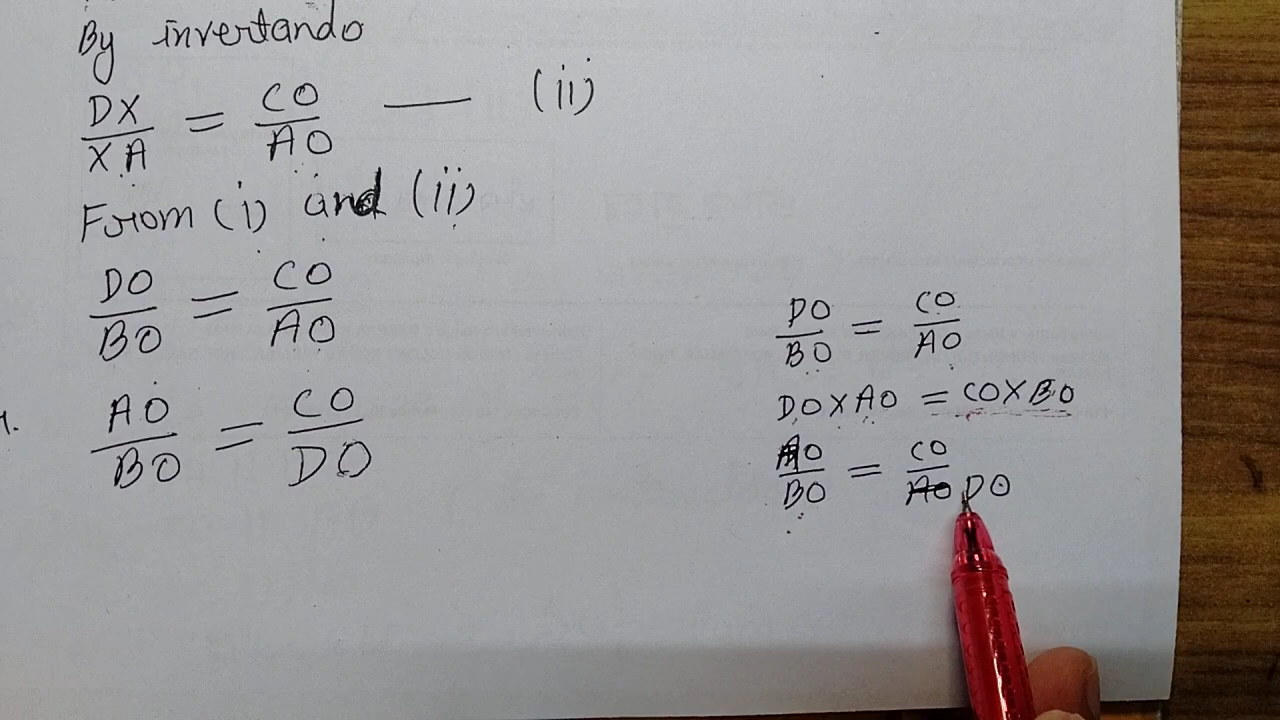 By invertando
DX/XA = CO/AO —— (ii)
From (i) and (ii)
DO/BO = CO/AO
AO/BO = CO/DO
DO/BO = CO/AO
DO×AO = CO×BO
AO/BO = CO/DO